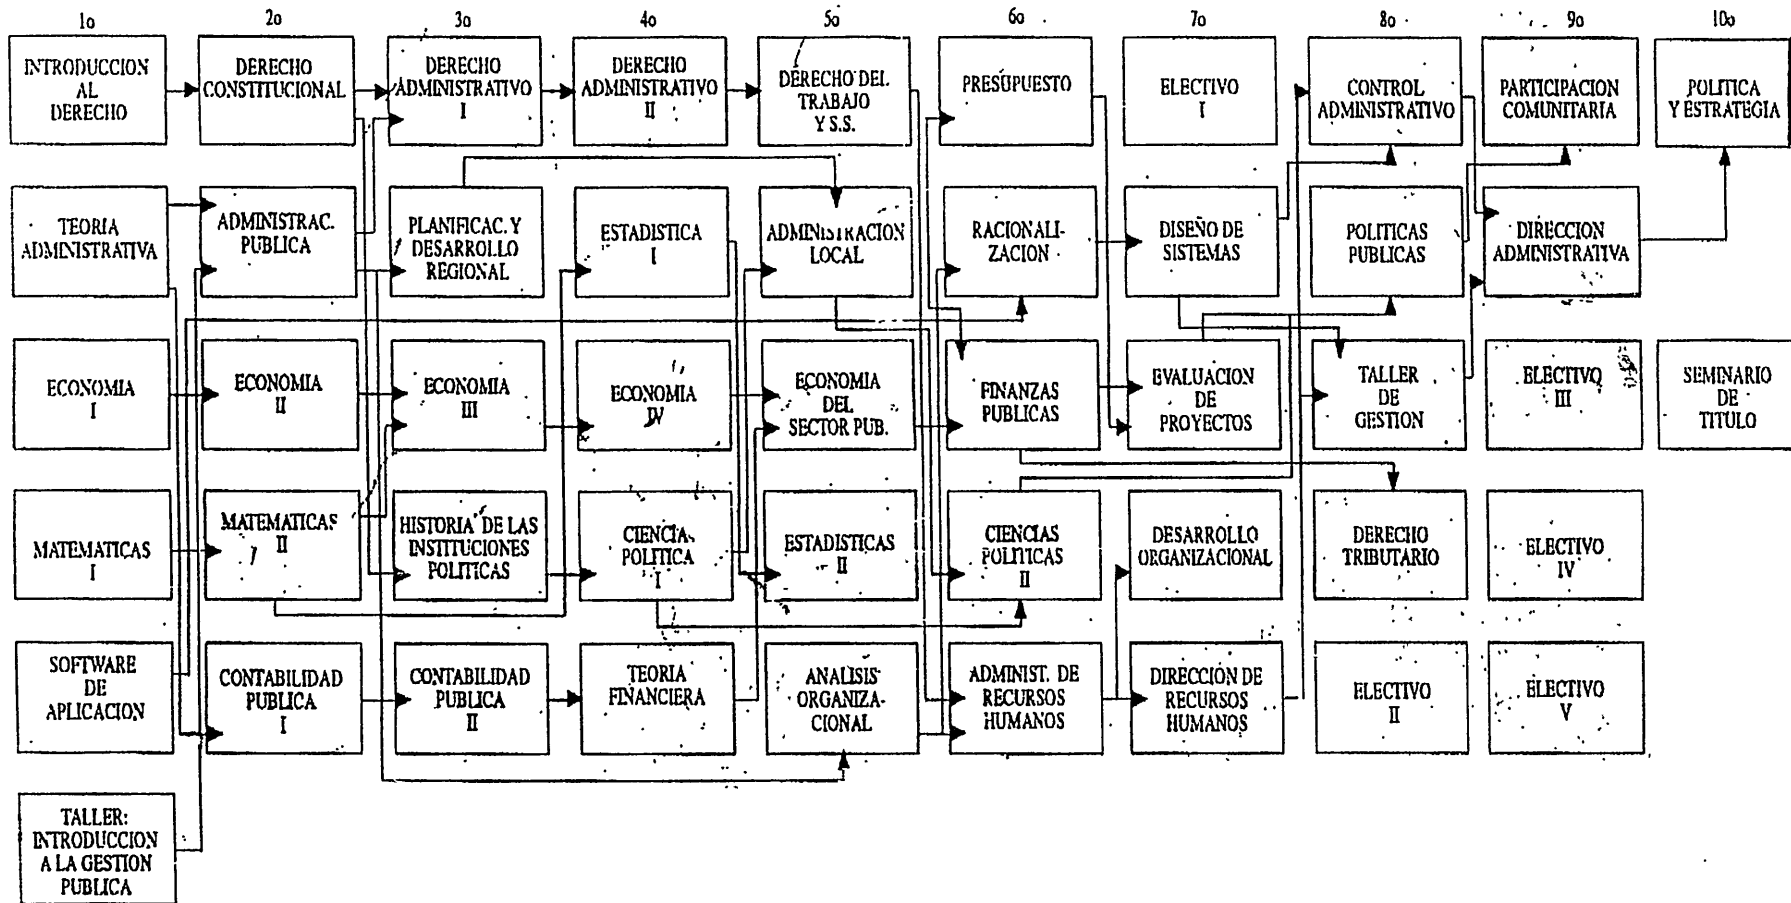 1o 2o 3o 4o 5o 6o 7o 8o 9o 10o
INTRODUCCION
AL
DERECHO
DERECHO
CONSTITUCIONAL
DERECHO
ADMINISTRATIVO
I
DERECHO
ADMINISTRATIVO
II
DERECHO DEL
TRABAJO
Y S.S.
PRESUPUESTO
ELECTIVO
I
CONTROL
ADMINISTRATIVO
PARTICIPACION
COMUNITARIA
POLITICA
Y ESTRATEGIA
TEORIA
ADMINISTRATIVA
ADMINISTRAC.
PUBLICA
PLANIFICAC. Y
DESARROLLO
REGIONAL
ESTADISTICA
I
ADMINISTRACION
LOCAL
RACIONALI-
ZACION
DISEÑO DE
SISTEMAS
POLITICAS
PUBLICAS
DIRECCION
ADMINISTRATIVA
ECONOMIA
I
ECONOMIA
II
ECONOMIA
III
ECONOMIA
IV
ECONOMIA
DEL
SECTOR PUB.
FINANZAS
PUBLICAS
EVALUACION
DE
PROYECTOS
TALLER
DE
GESTION
ELECTIVO
III
SEMINARIO
DE
TITULO
MATEMATICAS
I
MATEMATICAS
II
HISTORIA DE LAS
INSTITUCIONES
POLITICAS
CIENCIA
POLITICA
I
ESTADISTICAS
II
CIENCIAS
POLITICAS
II
DESARROLLO
ORGANIZACIONAL
DERECHO
TRIBUTARIO
ELECTIVO
IV
SOFTWARE
DE
APLICACION
CONTABILIDAD
PUBLICA
I
CONTABILIDAD
PUBLICA
II
TEORIA
FINANCIERA
ANALISIS
ORGANIZA-
CIONAL
ADMINIST. DE
RECURSOS
HUMANOS
DIRECCIÓN DE
RECURSOS
HUMANOS
ELECTIVO
II
ELECTIVO
V
TALLER:
INTRODUCCION
A LA GESTION
PUBLICA